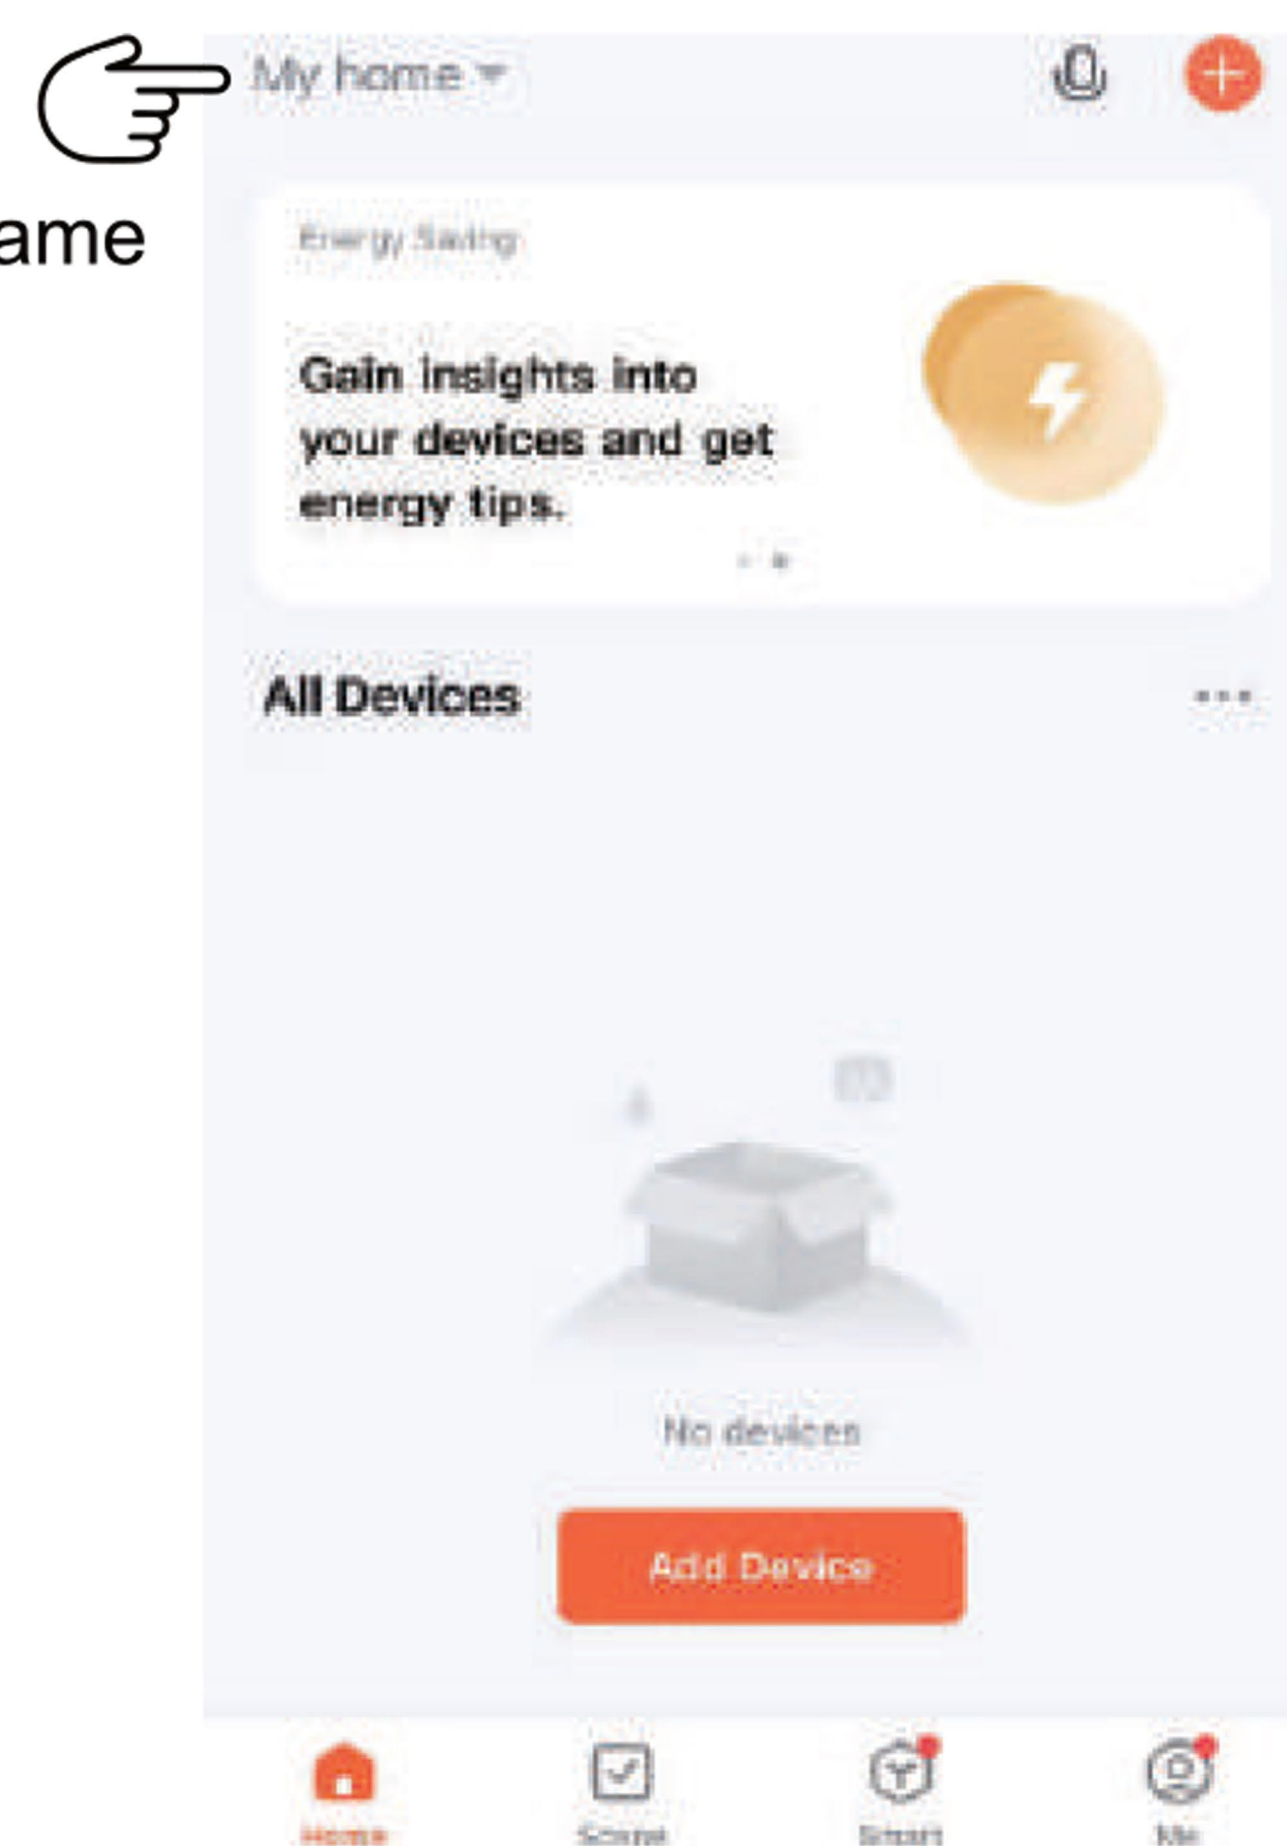 My home
ame
Energy Saving
Gain insights into
your devices and get
energy tips.
All Devices
No devices
Add Device
Home
Scene
Smart
Me